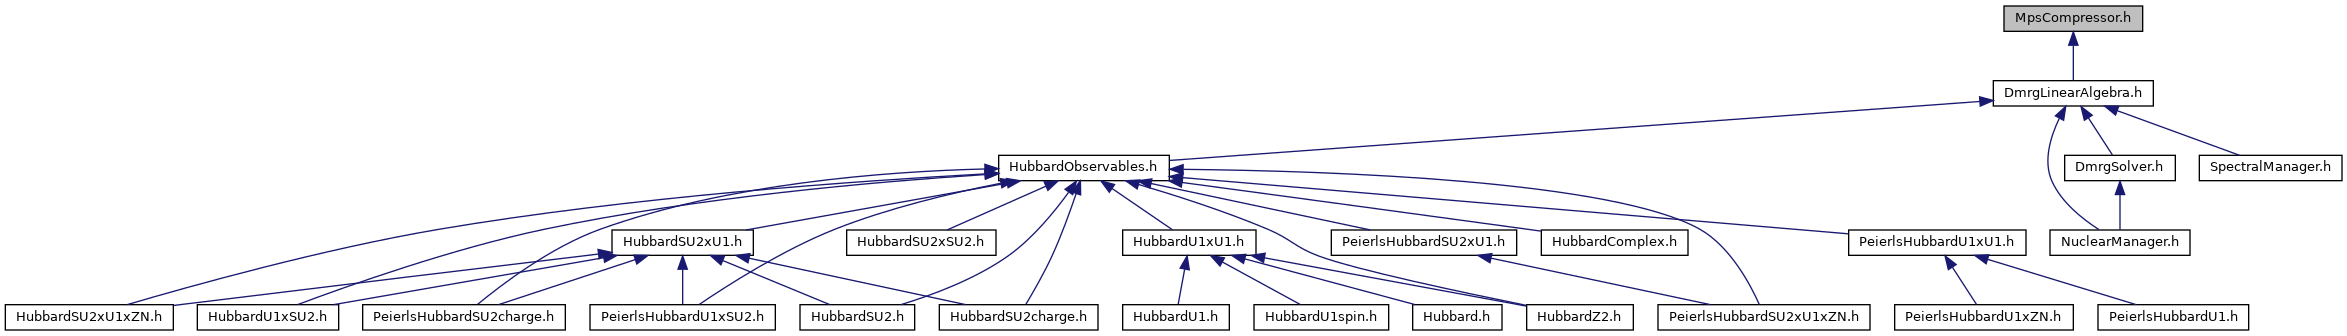 MpsCompressor.h
DmrgLinearAlgebra.h
HubbardObservables.h
DmrgSolver.h
SpectralManager.h
HubbardSU2xU1.h
HubbardSU2xSU2.h
HubbardU1xU1.h
PeierlsHubbardSU2xU1.h
HubbardComplex.h
PeierlsHubbardU1xU1.h
NuclearManager.h
HubbardSU2xU1xZN.h
HubbardU1xSU2.h
PeierlsHubbardSU2charge.h
PeierlsHubbardU1xSU2.h
HubbardSU2.h
HubbardSU2charge.h
HubbardU1.h
HubbardU1spin.h
Hubbard.h
HubbardZ2.h
PeierlsHubbardSU2xU1xZN.h
PeierlsHubbardU1xZN.h
PeierlsHubbardU1.h